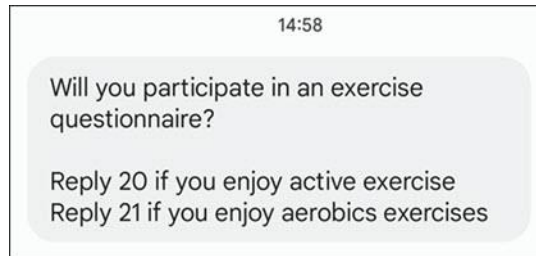 14:58
Will you participate in an exercise
questionnaire?
Reply 20 if you enjoy active exercise
Reply 21 if you enjoy aerobics exercises